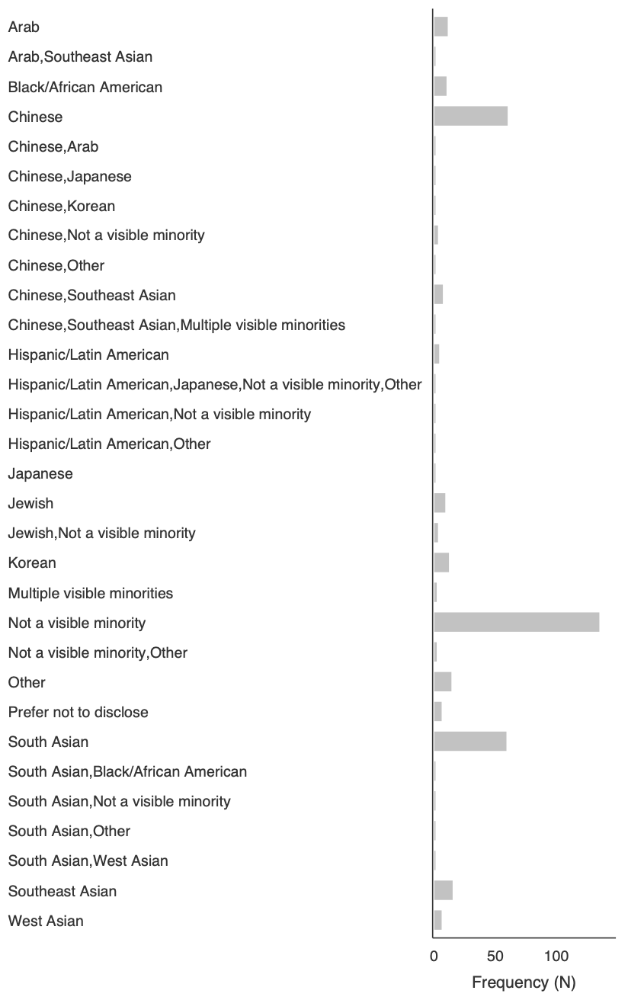 Arab
Arab,Southeast Asian
Black/African American
Chinese
Chinese,Arab
Chinese,Japanese
Chinese,Korean
Chinese,Not a visible minority
Chinese,Other
Chinese,Southeast Asian
Chinese,Southeast Asian,Multiple visible minorities
Hispanic/Latin American
Hispanic/Latin American,Japanese,Not a visible minority,Other
Hispanic/Latin American,Not a visible minority
Hispanic/Latin American,Other
Japanese
Jewish
Jewish,Not a visible minority
Korean
Multiple visible minorities
Not a visible minority
Not a visible minority,Other
Other
Prefer not to disclose
South Asian
South Asian,Black/African American
South Asian,Not a visible minority
South Asian,Other
South Asian,West Asian
Southeast Asian
West Asian
0 50 100
Frequency (N)